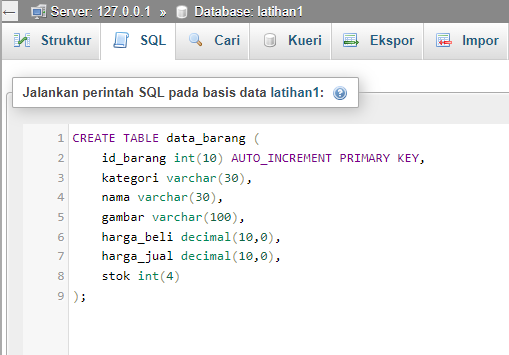 Server: 127.0.0.1 » Database: latihan1
Struktur SQL Cari Kueri Ekspor Impor
Jalankan perintah SQL pada basis data latihan1:
1 CREATE TABLE data_barang (
2 id_barang int(10) AUTO_INCREMENT PRIMARY KEY,
3 kategori varchar(30),
4 nama varchar(30),
5 gambar varchar(100),
6 harga_beli decimal(10,0),
7 harga_jual decimal(10,0),
8 stok int(4)
9 );